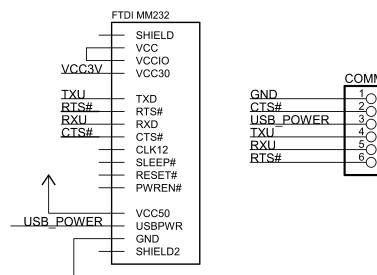 FTDI MM232
SHIELD
VCC
VCCIO
VCC3V VCC30
TXU TXD
RTS# RTS#
RXU RXD
CTS# CTS#
CLK12
SLEEP#
RESET#
PWREN#
VCC50
USB_POWER USBPWR
GND
SHIELD2
COMM
GND 1
CTS# 2
USB_POWER 3
TXU 4
RXU 5
RTS# 6